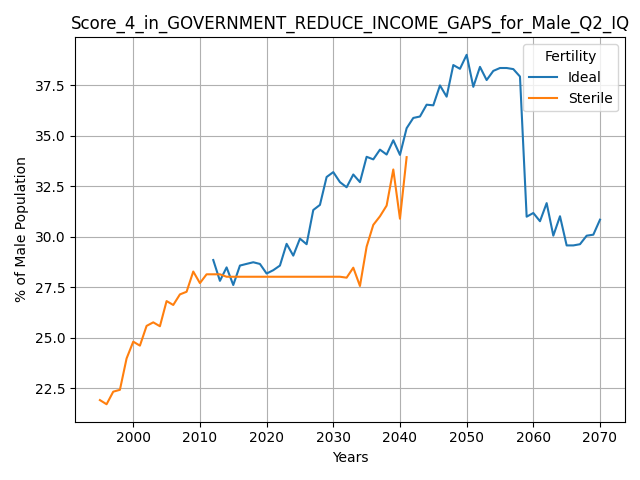 Score_4_in_GOVERNMENT_REDUCE_INCOME_GAPS_for_Male_Q2_IQ
Fertility
Ideal
Sterile
% of Male Population
37.5
35.0
32.5
30.0
27.5
25.0
22.5
2000 2010 2020 2030 2040 2050 2060 2070
Years